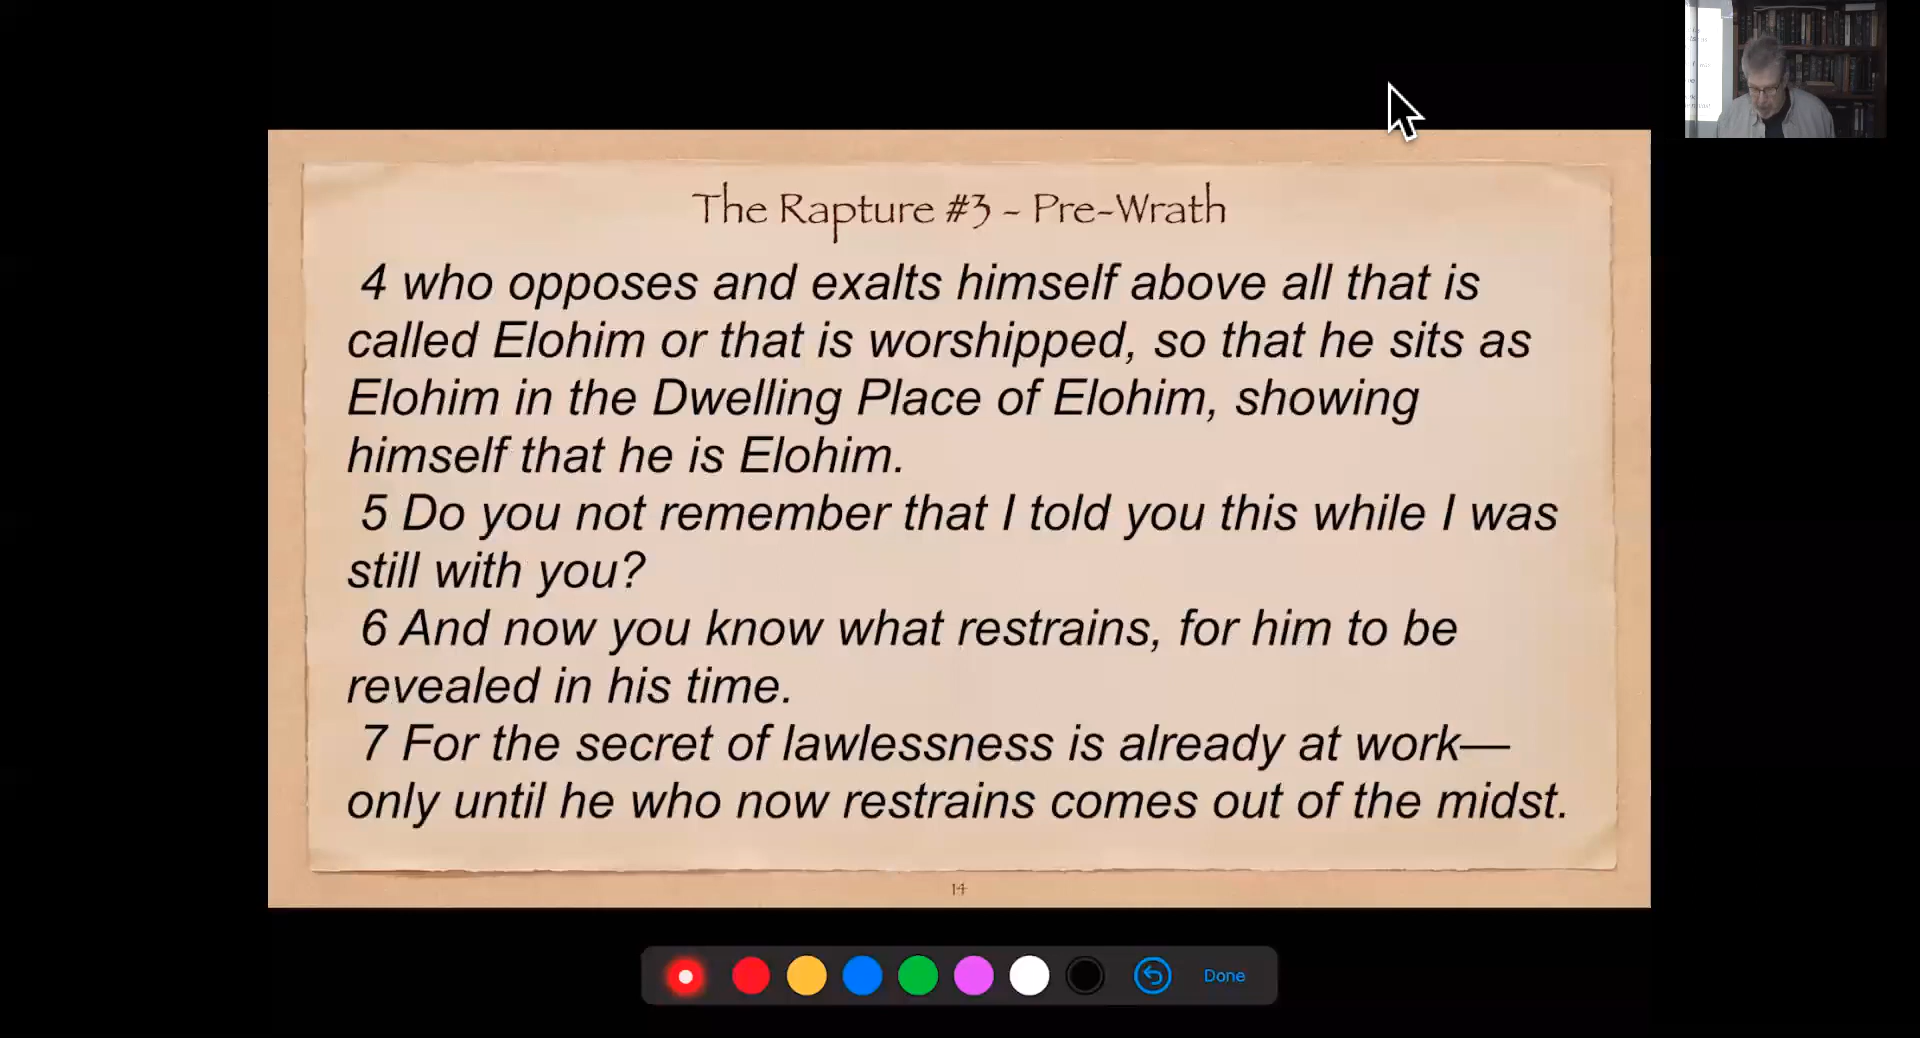 The Rapture #3 - Pre-Wrath
4 who opposes and exalts himself above all that is
called Elohim or that is worshipped, so that he sits as
Elohim in the Dwelling Place of Elohim, showing
himself that he is Elohim.
5 Do you not remember that I told you this while I was
still with you?
6 And now you know what restrains, for him to be
revealed in his time.
7 For the secret of lawlessness is already at work—
only until he who now restrains comes out of the midst.
14
Done